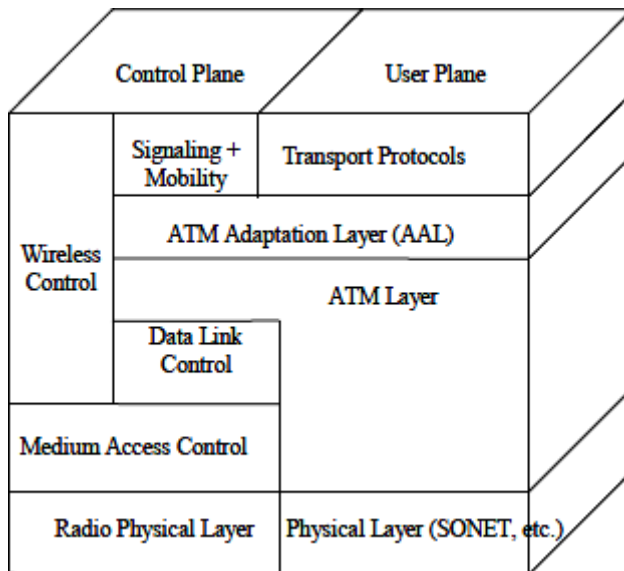 Control Plane
User Plane
Signaling +
Mobility
Transport Protocols
ATM Adaptation Layer (AAL)
Wireless
Control
ATM Layer
Data Link
Control
Medium Access Control
Radio Physical Layer
Physical Layer (SONET, etc.)